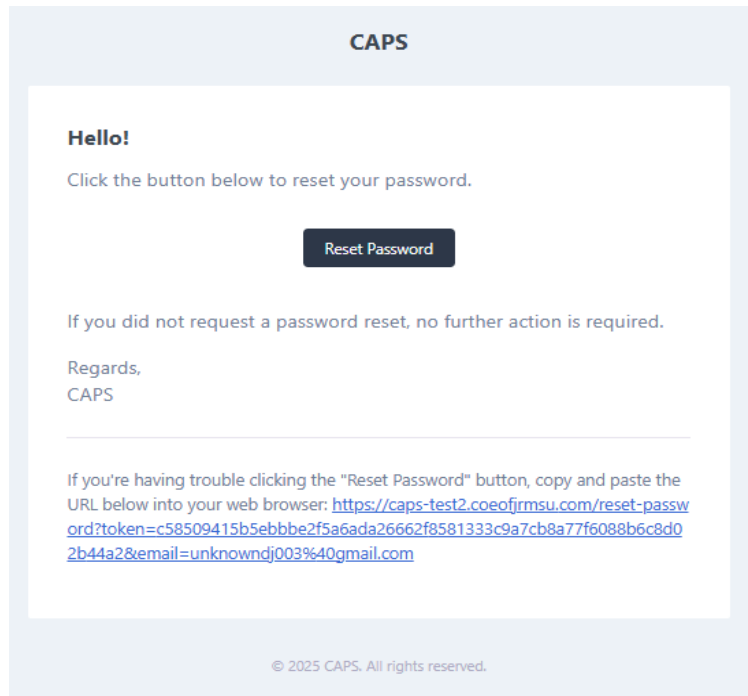 CAPS
Hello!
Click the button below to reset your password.
Reset Password
If you did not request a password reset, no further action is required.
Regards,
CAPS
If you're having trouble clicking the "Reset Password" button, copy and paste the
URL below into your web browser: https://caps-test2.coeofjrmsu.com/reset-passw
ord?token=c58509415b5ebbbe2f5a6ada26662f8581333c9a7cb8a77f6088b6c8d0
2b44a2&email=unknowndj003%40gmail.com
© 2025 CAPS. All rights reserved.